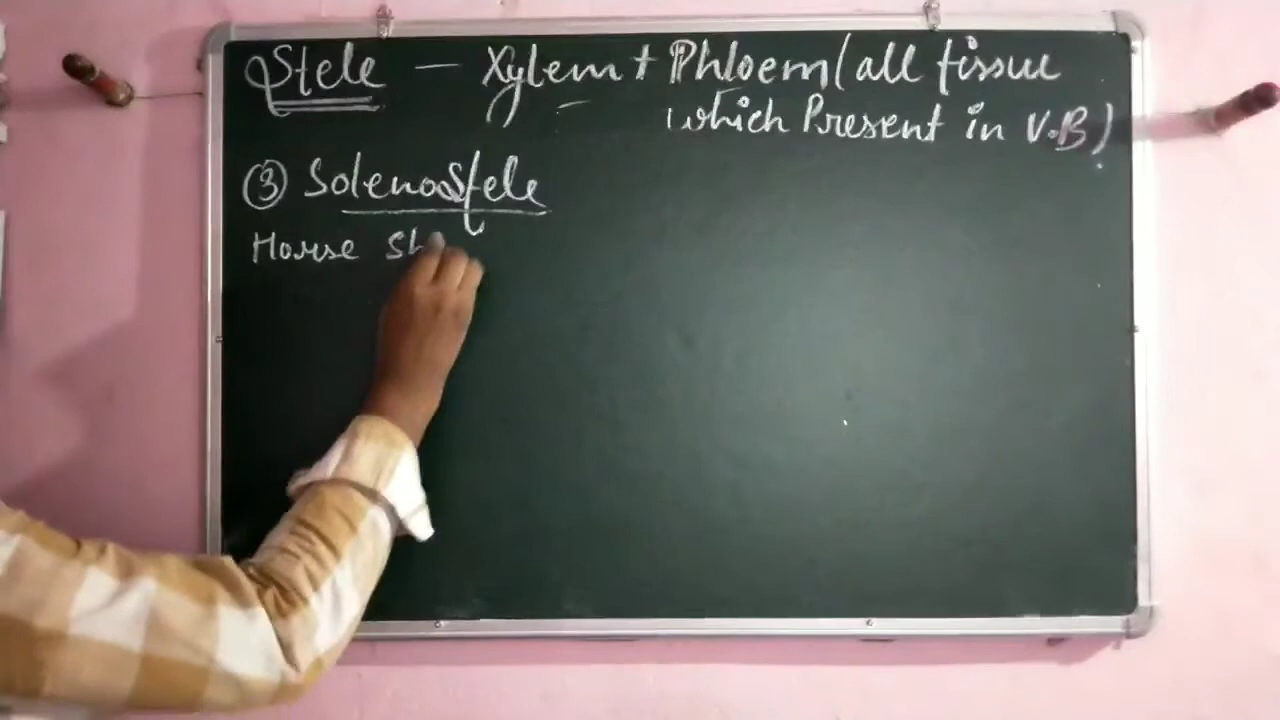 Stele - Xylem + Phloem (all tissue
which Present in V.B)
③ Solenostele
Horse Sh